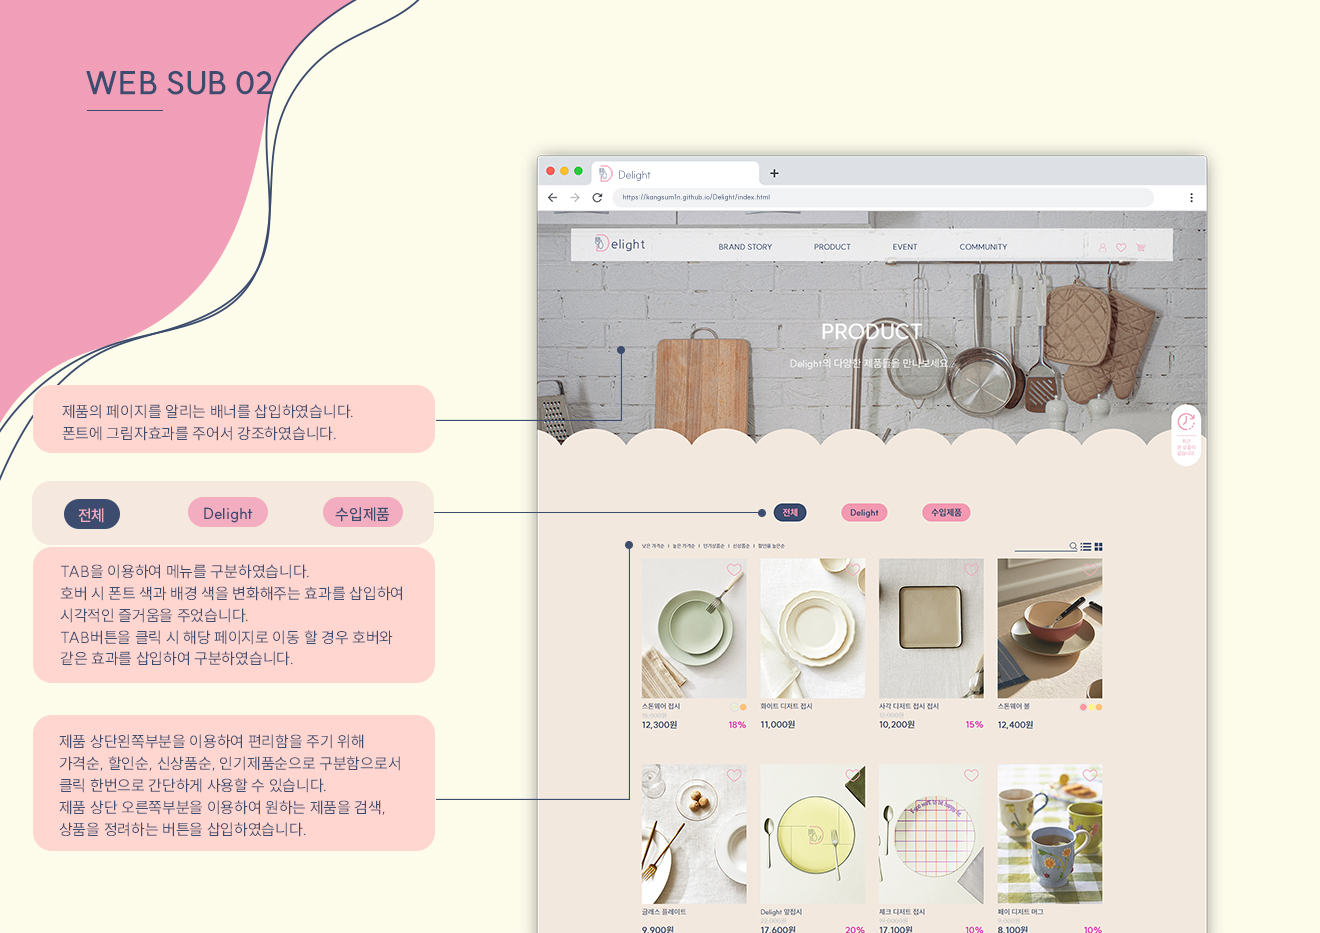 WEB SUB 02
Delight
https://kangsum1n.github.io/Delight/index.html
Delight
BRAND STORY
PRODUCT
EVENT
COMMUNITY
PRODUCT
Delight의 다양한 제품들을 만나보세요...
제품의 페이지를 알리는 배너를 삽입하였습니다.
폰트에 그림자효과를 주어서 강조하였습니다.
최근
본 상품이
없습니다.
전체
Delight
수입제품
전체
Delight
수입제품
TAB을 이용하여 메뉴를 구분하였습니다.
호버 시 폰트 색과 배경 색을 변화해주는 효과를 삽입하여
시각적인 즐거움을 주었습니다.
TAB버튼을 클릭 시 해당 페이지로 이동 할 경우 호버와
같은 효과를 삽입하여 구분하였습니다.
제품 상단왼쪽부분을 이용하여 편리함을 주기 위해
가격순, 할인순, 신상품순, 인기제품순으로 구분함으로서
클릭 한번으로 간단하게 사용할 수 있습니다.
제품 상단 오른쪽부분을 이용하여 원하는 제품을 검색,
상품을 정려하는 버튼을 삽입하였습니다.
낮은 가격순 | 높은 가격순 | 인기상품순 | 신상품순 | 할인율 높은순
스톤웨어 접시
12,300원 18%
화이트 디저트 접시
11,000원
사각 디저트 접시 접시
10,200원 15%
스톤웨어 볼
12,400원
글래스 플레이트
9,900원
Delight 앞접시
17,600원 20%
체크 디저트 접시
17,100원 10%
페이 디저트 머그
8,100원 10%